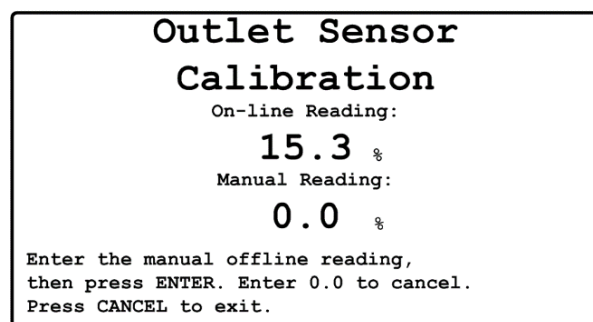 Outlet Sensor
Calibration
On-line Reading:
15.3 %
Manual Reading:
0.0 %
Enter the manual offline reading,
then press ENTER. Enter 0.0 to cancel.
Press CANCEL to exit.